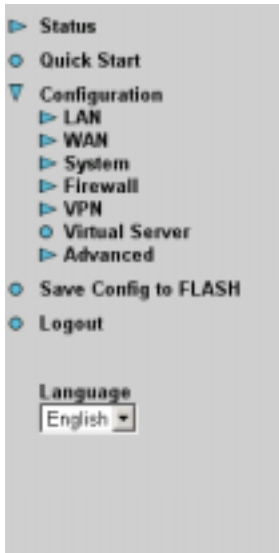 Status
Quick Start
Configuration
LAN
WAN
System
Firewall
VPN
Virtual Server
Advanced
Save Config to FLASH
Logout
Language
English